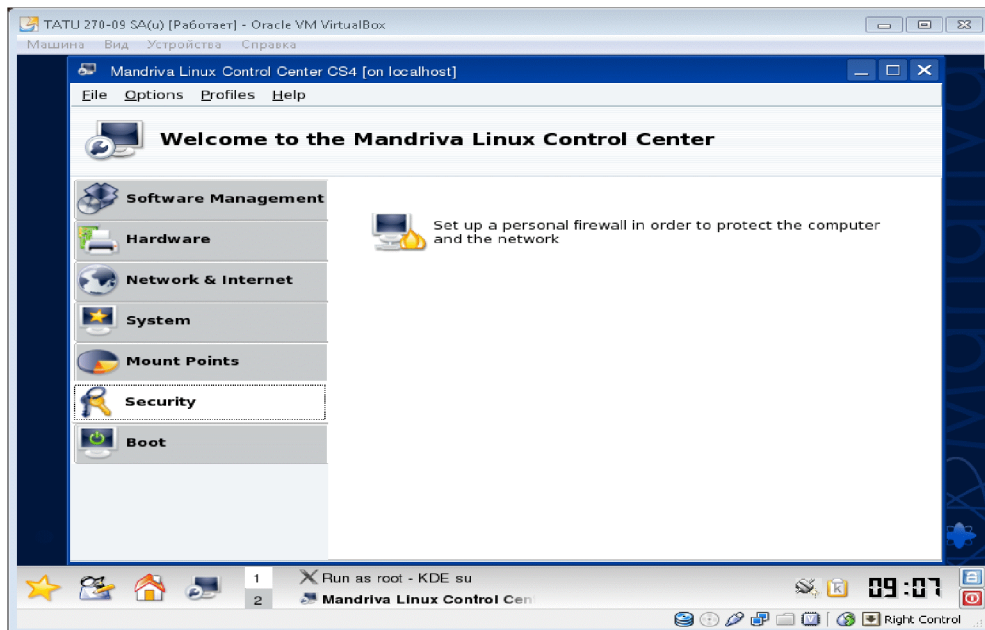 TATU 270-09 SA(u) [Работает] - Oracle VM VirtualBox
Машина Вид Устройства Справка
Mandriva Linux Control Center CS4 [on localhost]
File Options Profiles Help
Welcome to the Mandriva Linux Control Center
Software Management
Hardware
Network & Internet
System
Mount Points
Security
Boot
Set up a personal firewall in order to protect the computer
and the network
1
2
Run as root - KDE su
Mandriva Linux Control Cen
09:07
Right Control